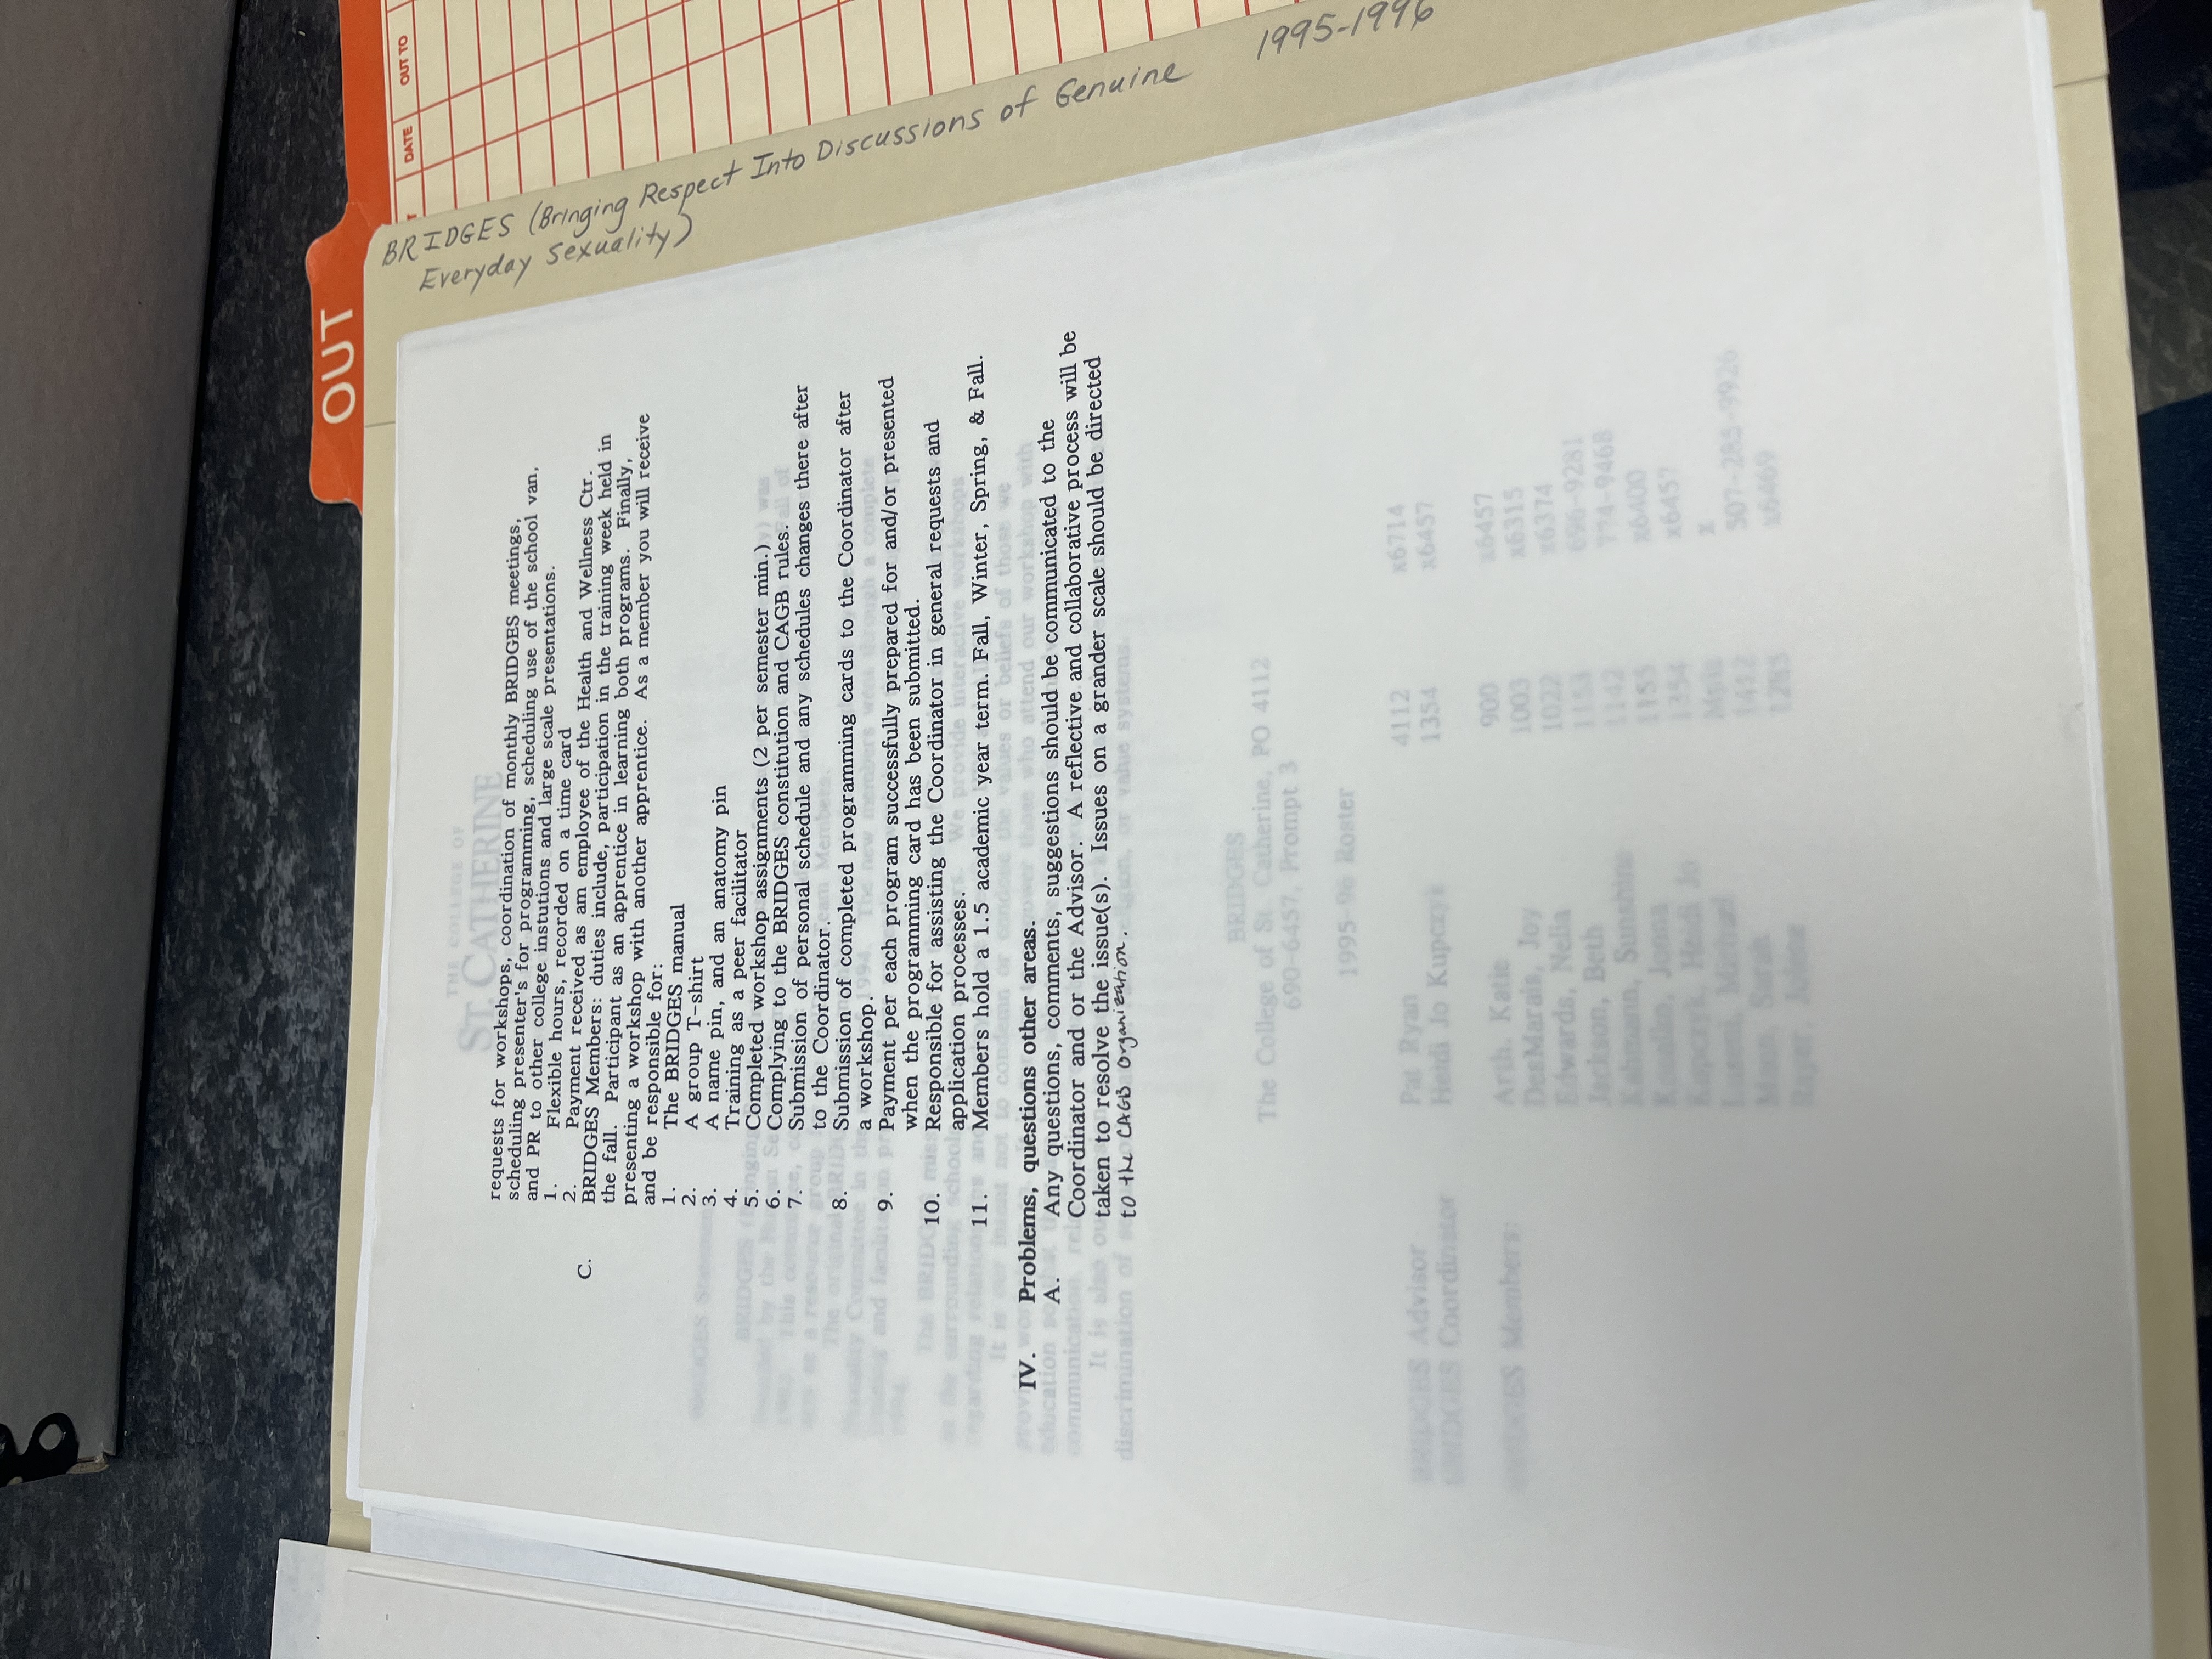 OUT
DATE
OUT TO
BRIDGES (Bringing Respect Into Discussions of Genuine
Everyday Sexuality)
1995-1996
THE COLLEGE OF
ST. CATHERINE
requests for workshops, coordination of monthly BRIDGES meetings,
scheduling presenter's for programming, scheduling use of the school van,
and PR to other college instutions and large scale presentations.
1. Flexible hours, recorded on a time card
2. Payment received as am employee of the Health and Wellness Ctr.
C. BRIDGES Members: duties include, participation in the training week held in
the fall. Participant as an apprentice in learning both programs. Finally,
presenting a workshop with another apprentice. As a member you will receive
and be responsible for:
1. The BRIDGES manual
2. A group T-shirt
3. A name pin, and an anatomy pin
4. Training as a peer facilitator
5. Completed workshop assignments (2 per semester min.)
6. Complying to the BRIDGES constitution and CAGB rules.
7. Submission of personal schedule and any schedules changes there after
to the Coordinator.
8. Submission of completed programming cards to the Coordinator after
a workshop.
9. Payment per each program successfully prepared for and/or presented
when the programming card has been submitted.
10. Responsible for assisting the Coordinator in general requests and
application processes.
11. Members hold a 1.5 academic year term. Fall, Winter, Spring, & Fall.
IV. Problems, questions other areas.
A. Any questions, comments, suggestions should be communicated to the
Coordinator and or the Advisor. A reflective and collaborative process will be
taken to resolve the issue(s). Issues on a grander scale should be directed
to the CAGB Organization.
discrimination of religion, or value systems.
BRIDGES
The College of St. Catherine, PO 4112
690-6457, Prompt 3
1995-96 Roster
BRIDGES Advisor Pat Ryan 4112 x6714
BRIDGES Coordinator Heidi Jo Kupczyk 1354 x6457
BRIDGES Members: Arth, Katie 900 x6457
DesMarais, Joy 1003 x6315
Edwards, Nelia 1022 x6374
Jackson, Beth 1153 696-9281
Kahmann, Sunshine 1142 774-9468
Jonna 1155 x6400
Kupczyk, Heidi Jo 1354 x6457
Michael x
Mann, Sarah 1412 507-285-9926
Rayer, Jolene 1285 x6469